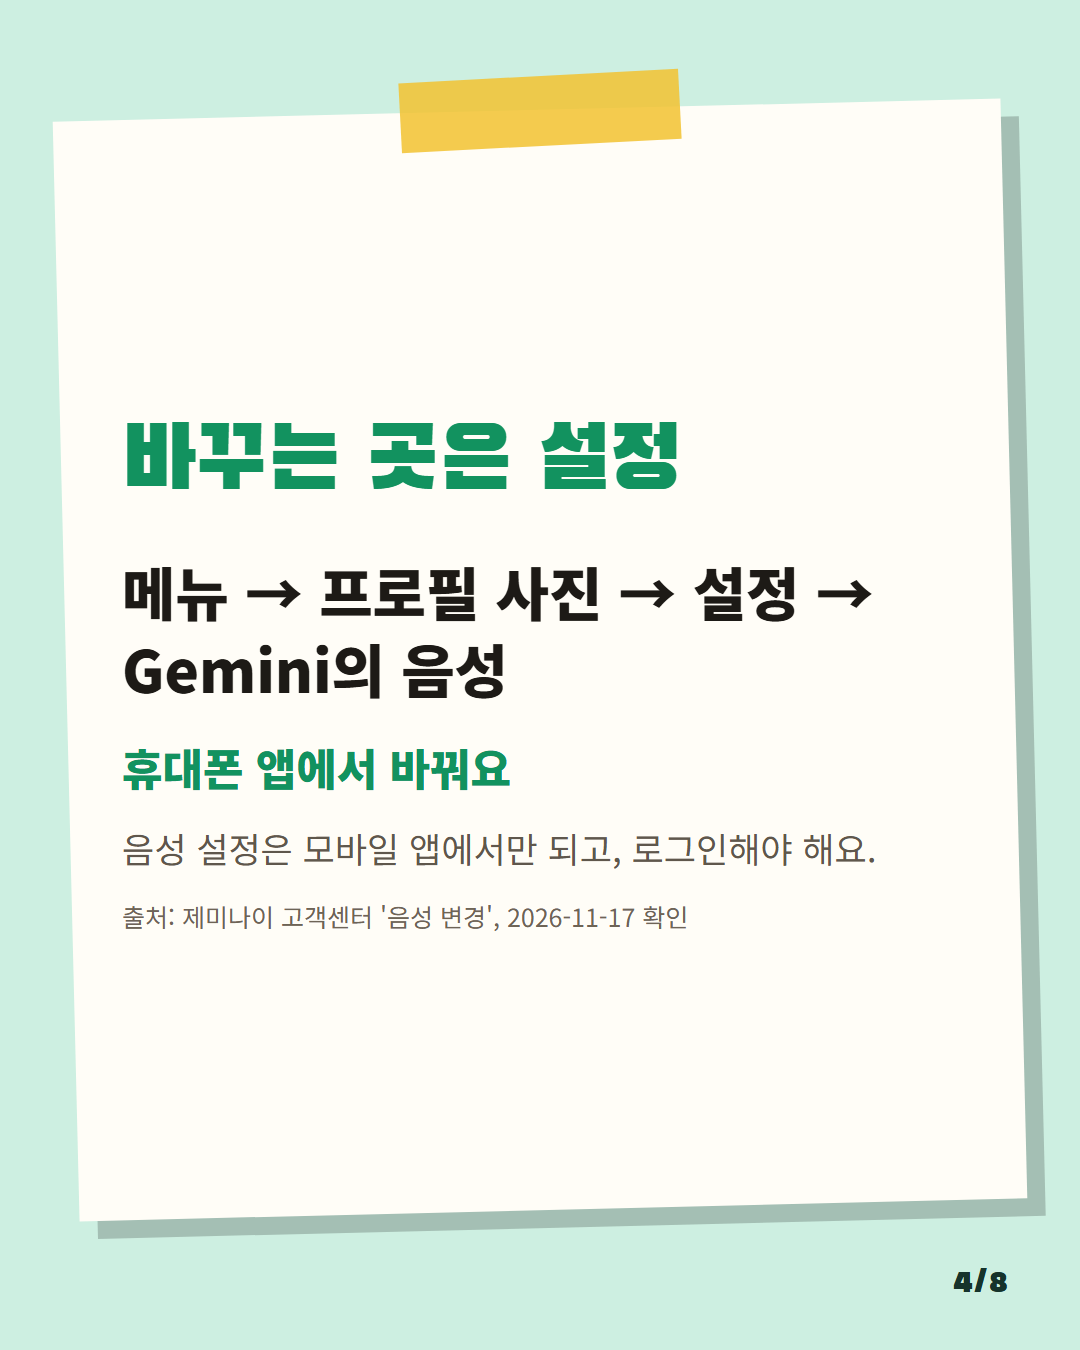 바꾸는 곳은 설정
메뉴 → 프로필 사진 → 설정 →
Gemini의 음성
휴대폰 앱에서 바꿔요
음성 설정은 모바일 앱에서만 되고, 로그인해야 해요.
출처: 제미나이 고객센터 '음성 변경', 2026-11-17 확인
4/8